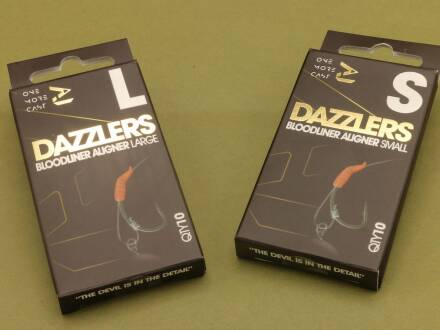 ONE
MORE
CAST
L
DAZZLERS
BLOODLINER ALIGNER LARGE
QTY10
"THE DEVIL IS IN THE DETAIL"
ONE
MORE
CAST
S
DAZZLERS
BLOODLINER ALIGNER SMALL
QTY10
"THE DEVIL IS IN THE DETAIL"